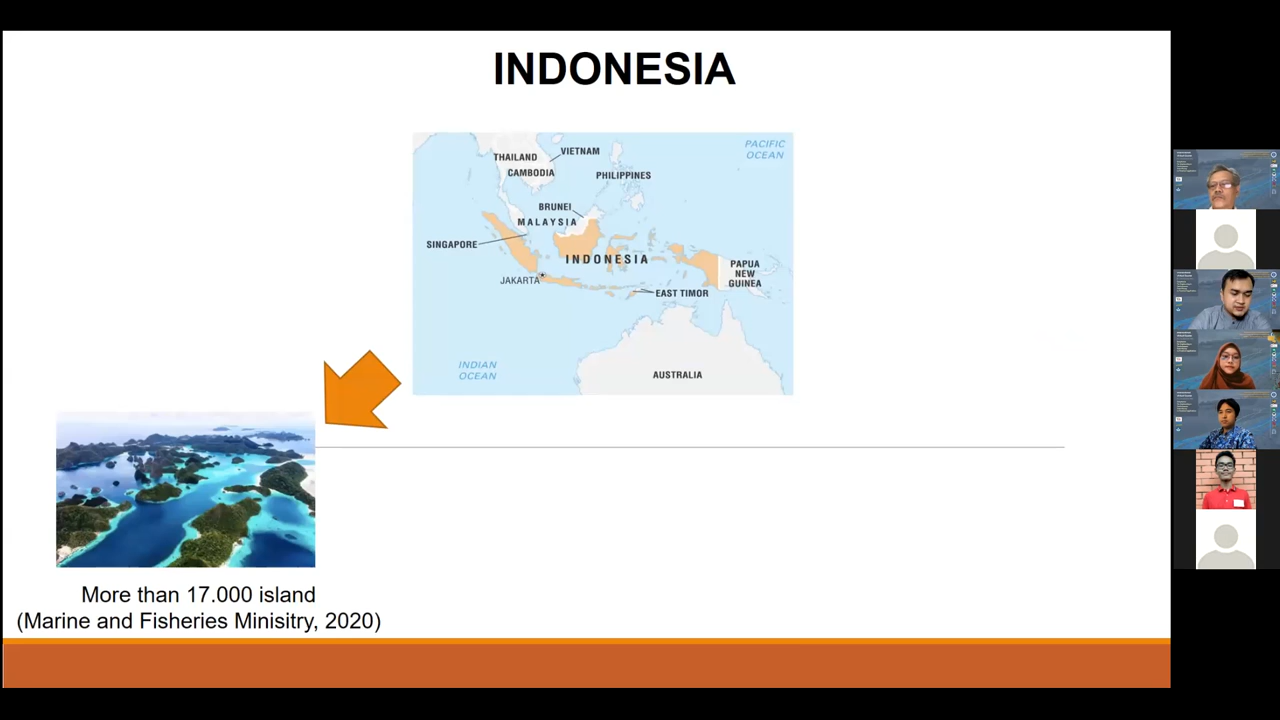 INDONESIA
PACIFIC
OCEAN
VIETNAM
THAILAND
CAMBODIA
PHILIPPINES
BRUNEI
MALAYSIA
SINGAPORE
INDONESIA
PAPUA
NEW
GUINEA
JAKARTA
EAST TIMOR
INDIAN
OCEAN
AUSTRALIA
More than 17.000 island
(Marine and Fisheries Minisitry, 2020)